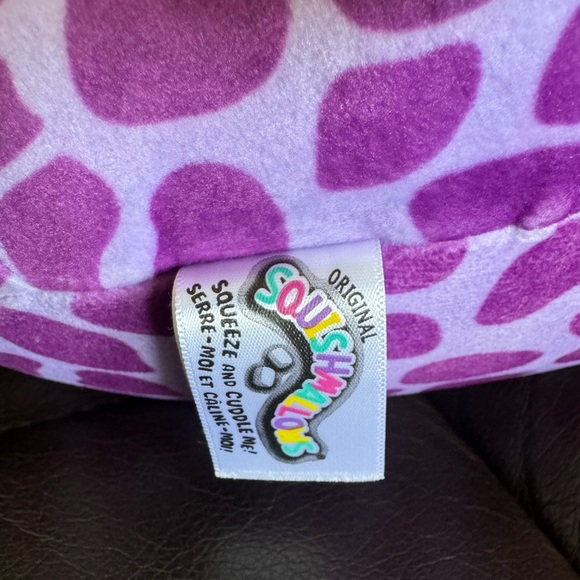 ORIGINAL
SQUISHMALLOWS
SQUEEZE AND CUDDLE ME!
SERRE-MOI ET CÂLINE-MOI!